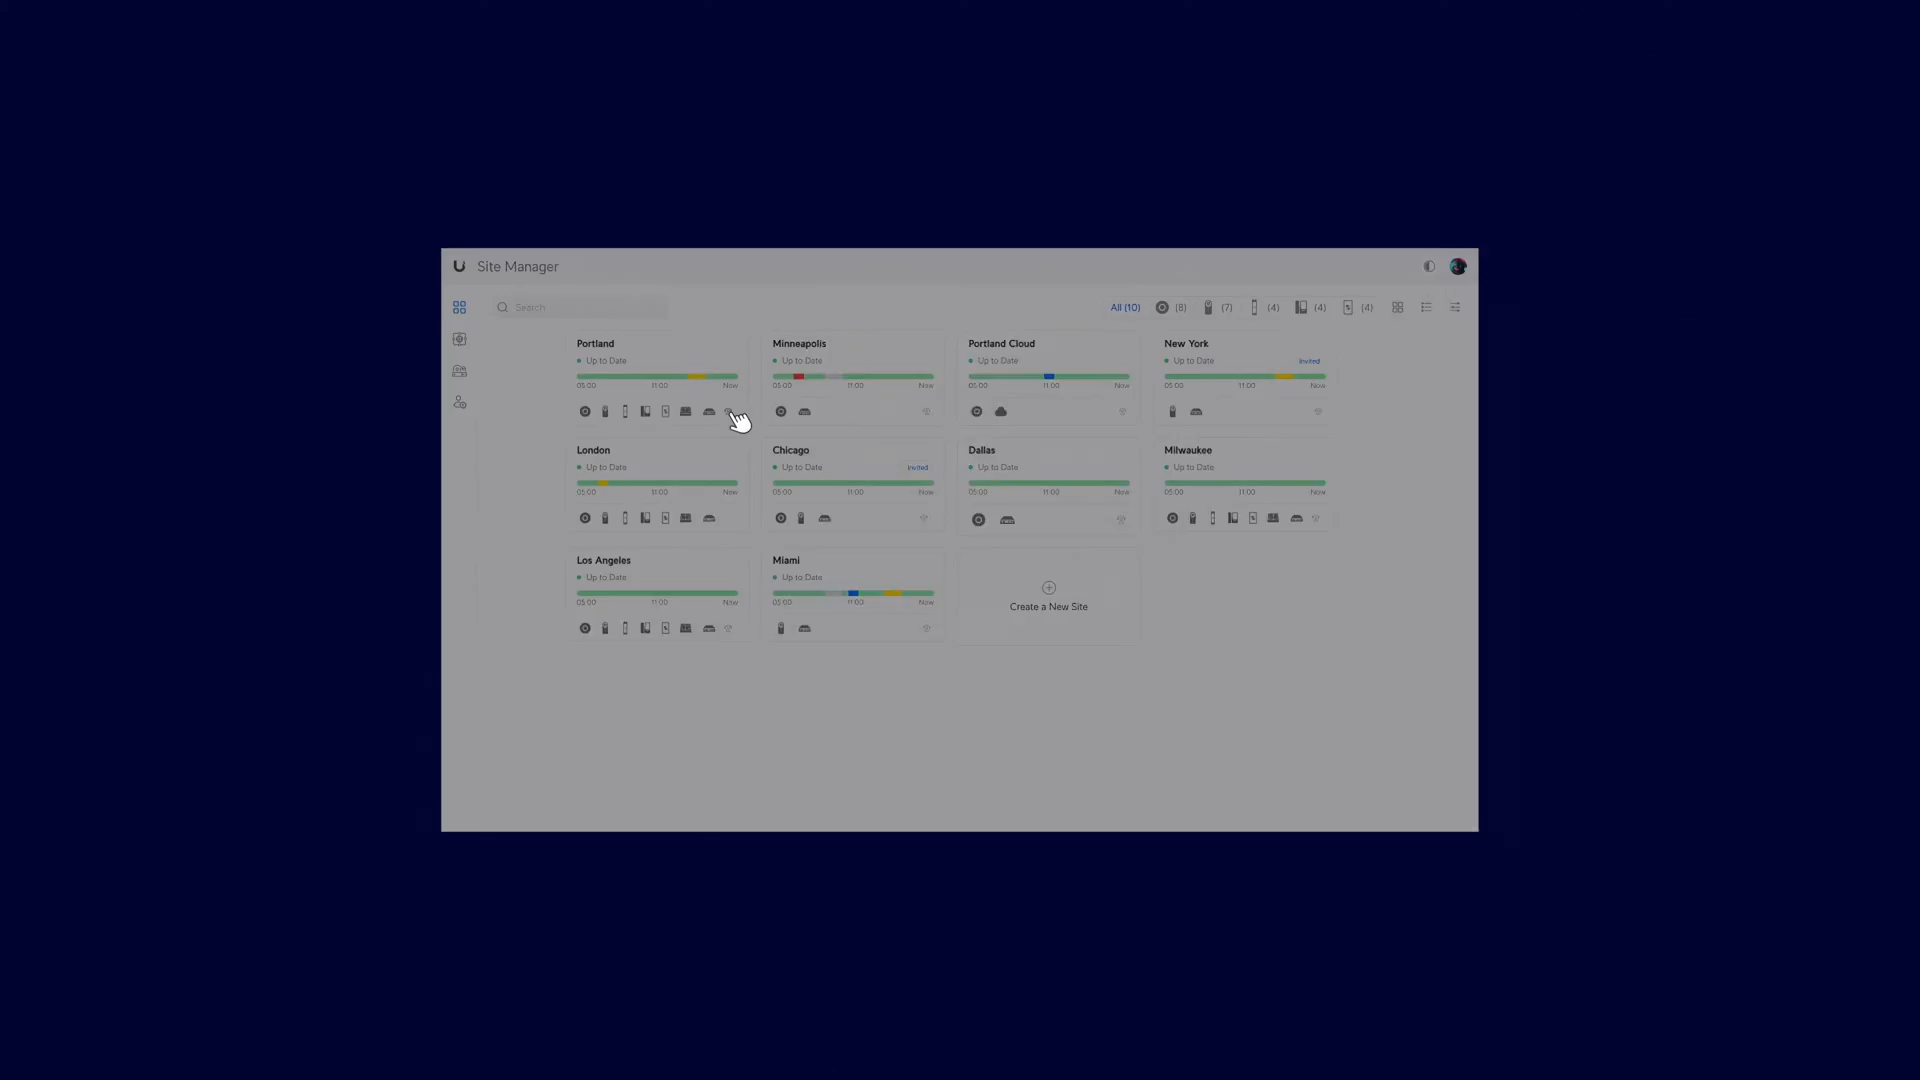 Site Manager
Search
All (10)
(8)
(7)
(4)
(4)
(4)
Portland
Up to Date
05:00 11:00 Now
Minneapolis
Up to Date
05:00 11:00 Now
Portland Cloud
Up to Date
05:00 11:00 Now
New York
Up to Date
Invited
05:00 11:00 Now
London
Up to Date
05:00 11:00 Now
Chicago
Up to Date
Invited
05:00 11:00 Now
Dallas
Up to Date
05:00 11:00 Now
Milwaukee
Up to Date
05:00 11:00 Now
Los Angeles
Up to Date
05:00 11:00 Now
Miami
Up to Date
05:00 11:00 Now
Create a New Site